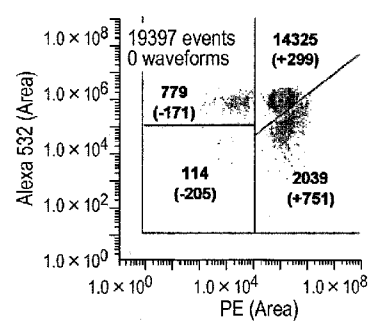 1.0 × 10⁸
19397 events
0 waveforms
14325
(+299)
779
(-171)
1.0 × 10⁶
1.0 × 10⁴
114
(-205)
2039
(+751)
1.0 × 10²
1.0 × 10⁰
Alexa 532 (Area)
1.0 × 10⁰
1.0 × 10⁴
1.0 × 10⁸
PE (Area)